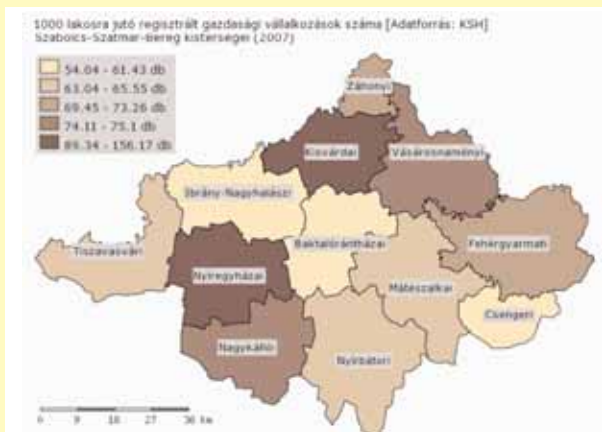 1000 lakosra jutó regisztrált gazdasági vállalkozások száma [Adatforrás: KSH]
Szabolcs-Szatmár-Bereg kistérségei (2007)
54.04 - 61.43 db
63.04 - 65.55 db
69.45 - 73.26 db
74.11 - 75.1 db
89.34 - 156.17 db
Záhonyi
Kisvárdai
Vásárosnaményi
Ibrány-Nagyhalászi
Tiszavasvári
Baktalórántházai
Fehérgyarmati
Nyíregyházai
Mátészalkai
Csengeri
Nagykállói
Nyírbátori
0 9 18 27 36 km